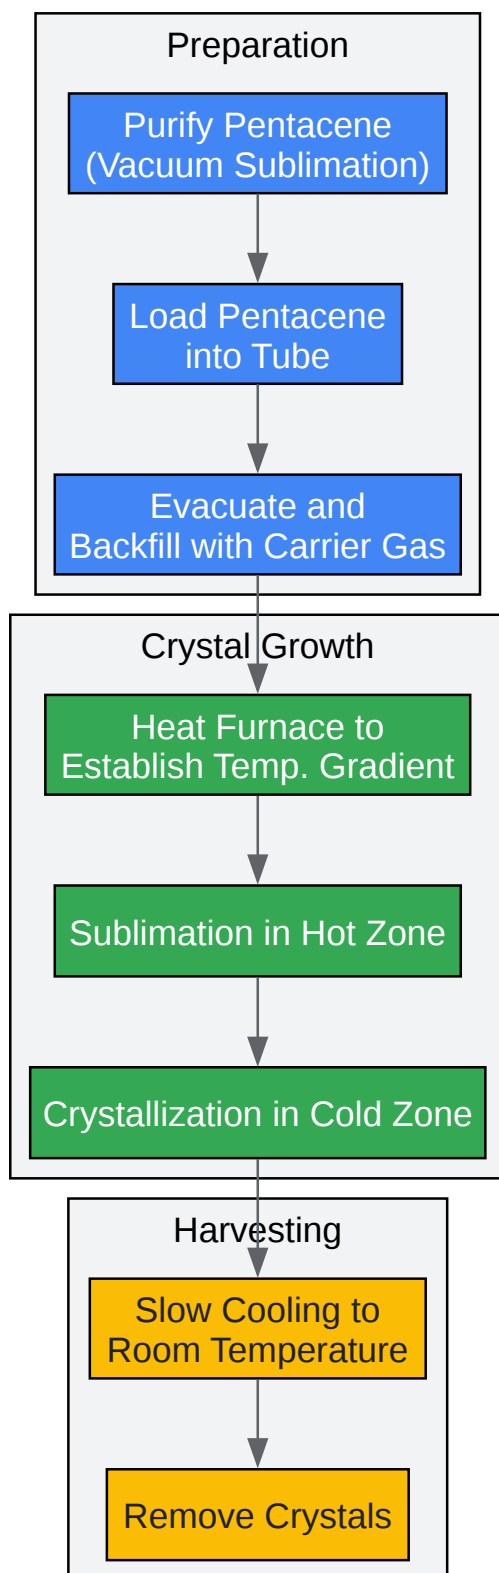 Preparation
Purify Pentacene
(Vacuum Sublimation)
Load Pentacene
into Tube
Evacuate and
Backfill with Carrier Gas
Crystal Growth
Heat Furnace to
Establish Temp. Gradient
Sublimation in Hot Zone
Crystallization in Cold Zone
Harvesting
Slow Cooling to
Room Temperature
Remove Crystals